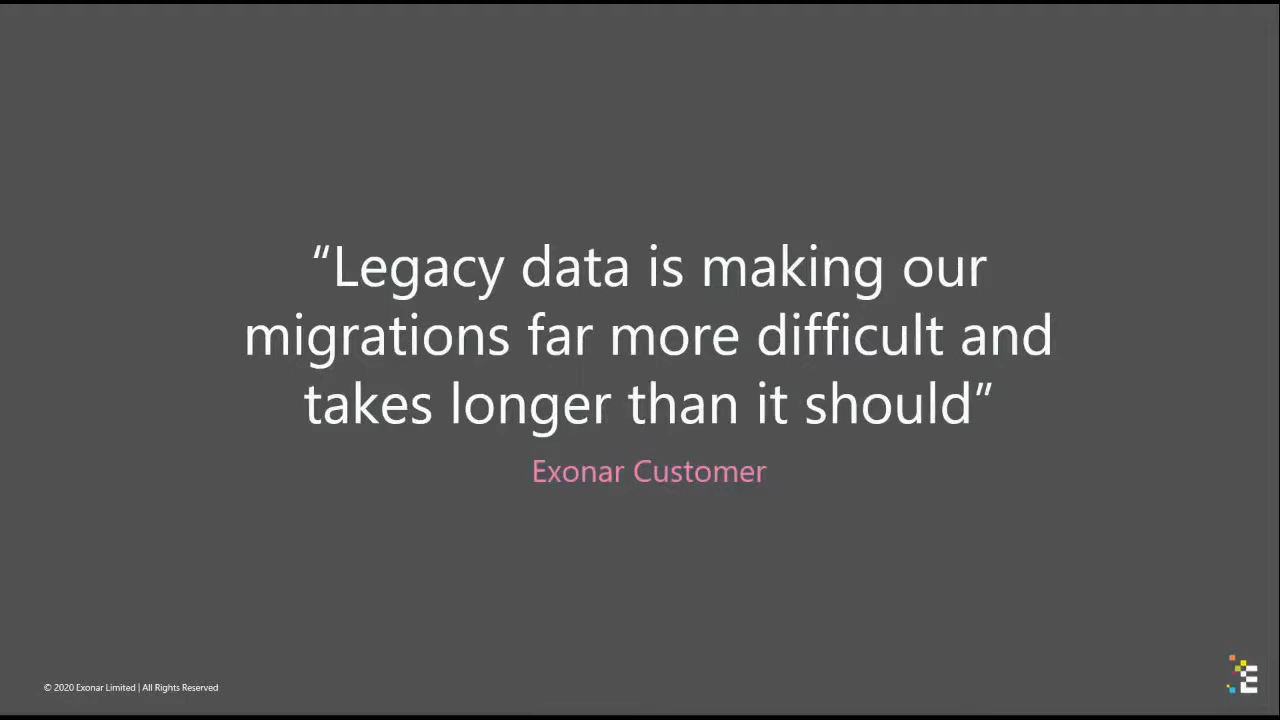 “Legacy data is making our
migrations far more difficult and
takes longer than it should”
Exonar Customer
© 2020 Exonar Limited | All Rights Reserved